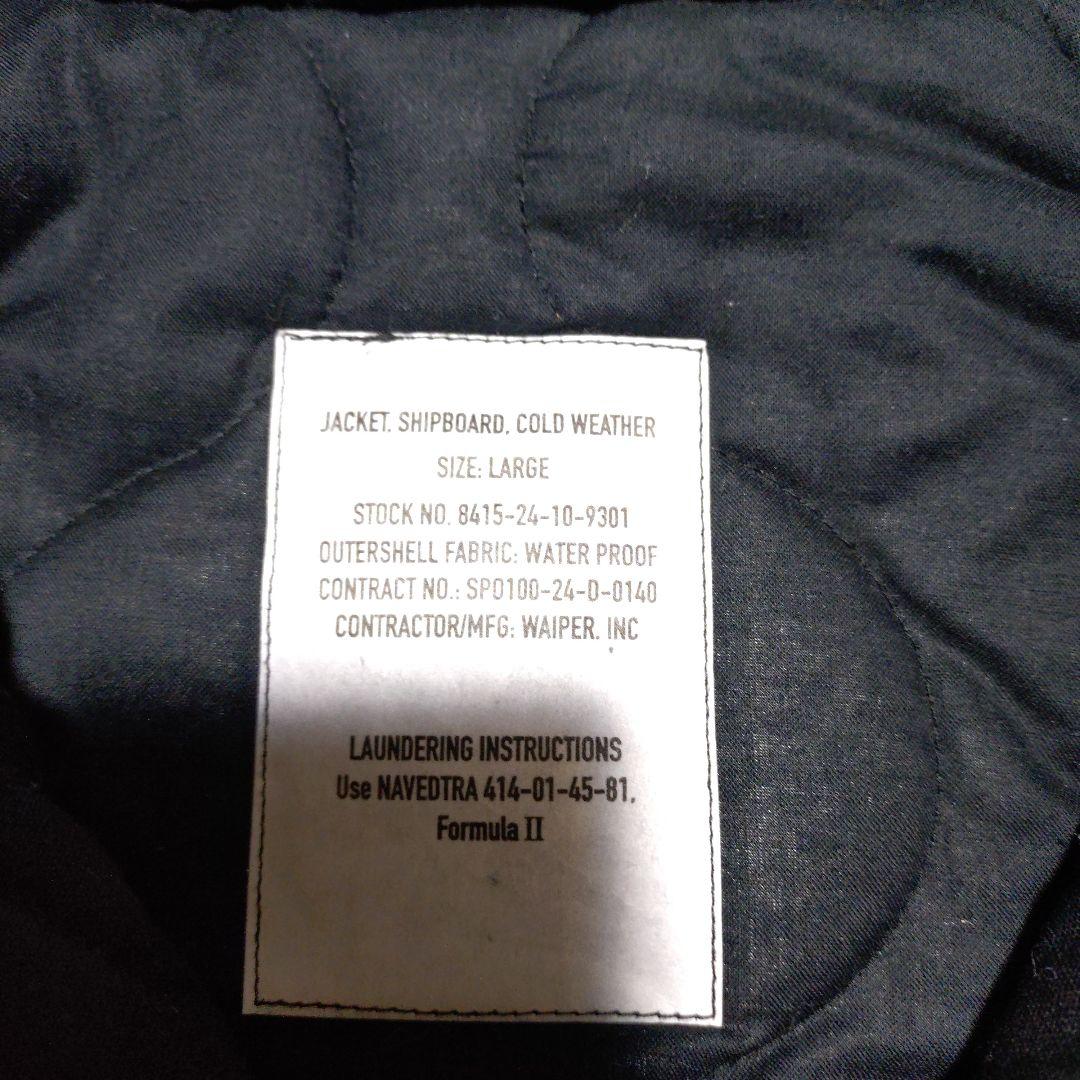 JACKET. SHIPBOARD, COLD WEATHER
SIZE: LARGE
STOCK NO. 8415-24-10-9301
OUTERSHELL FABRIC: WATER PROOF
CONTRACT NO.: SP0100-24-D-0140
CONTRACTOR/MFG: WAIPER. INC
LAUNDERING INSTRUCTIONS
Use NAVEDTRA 414-01-45-81.
Formula II